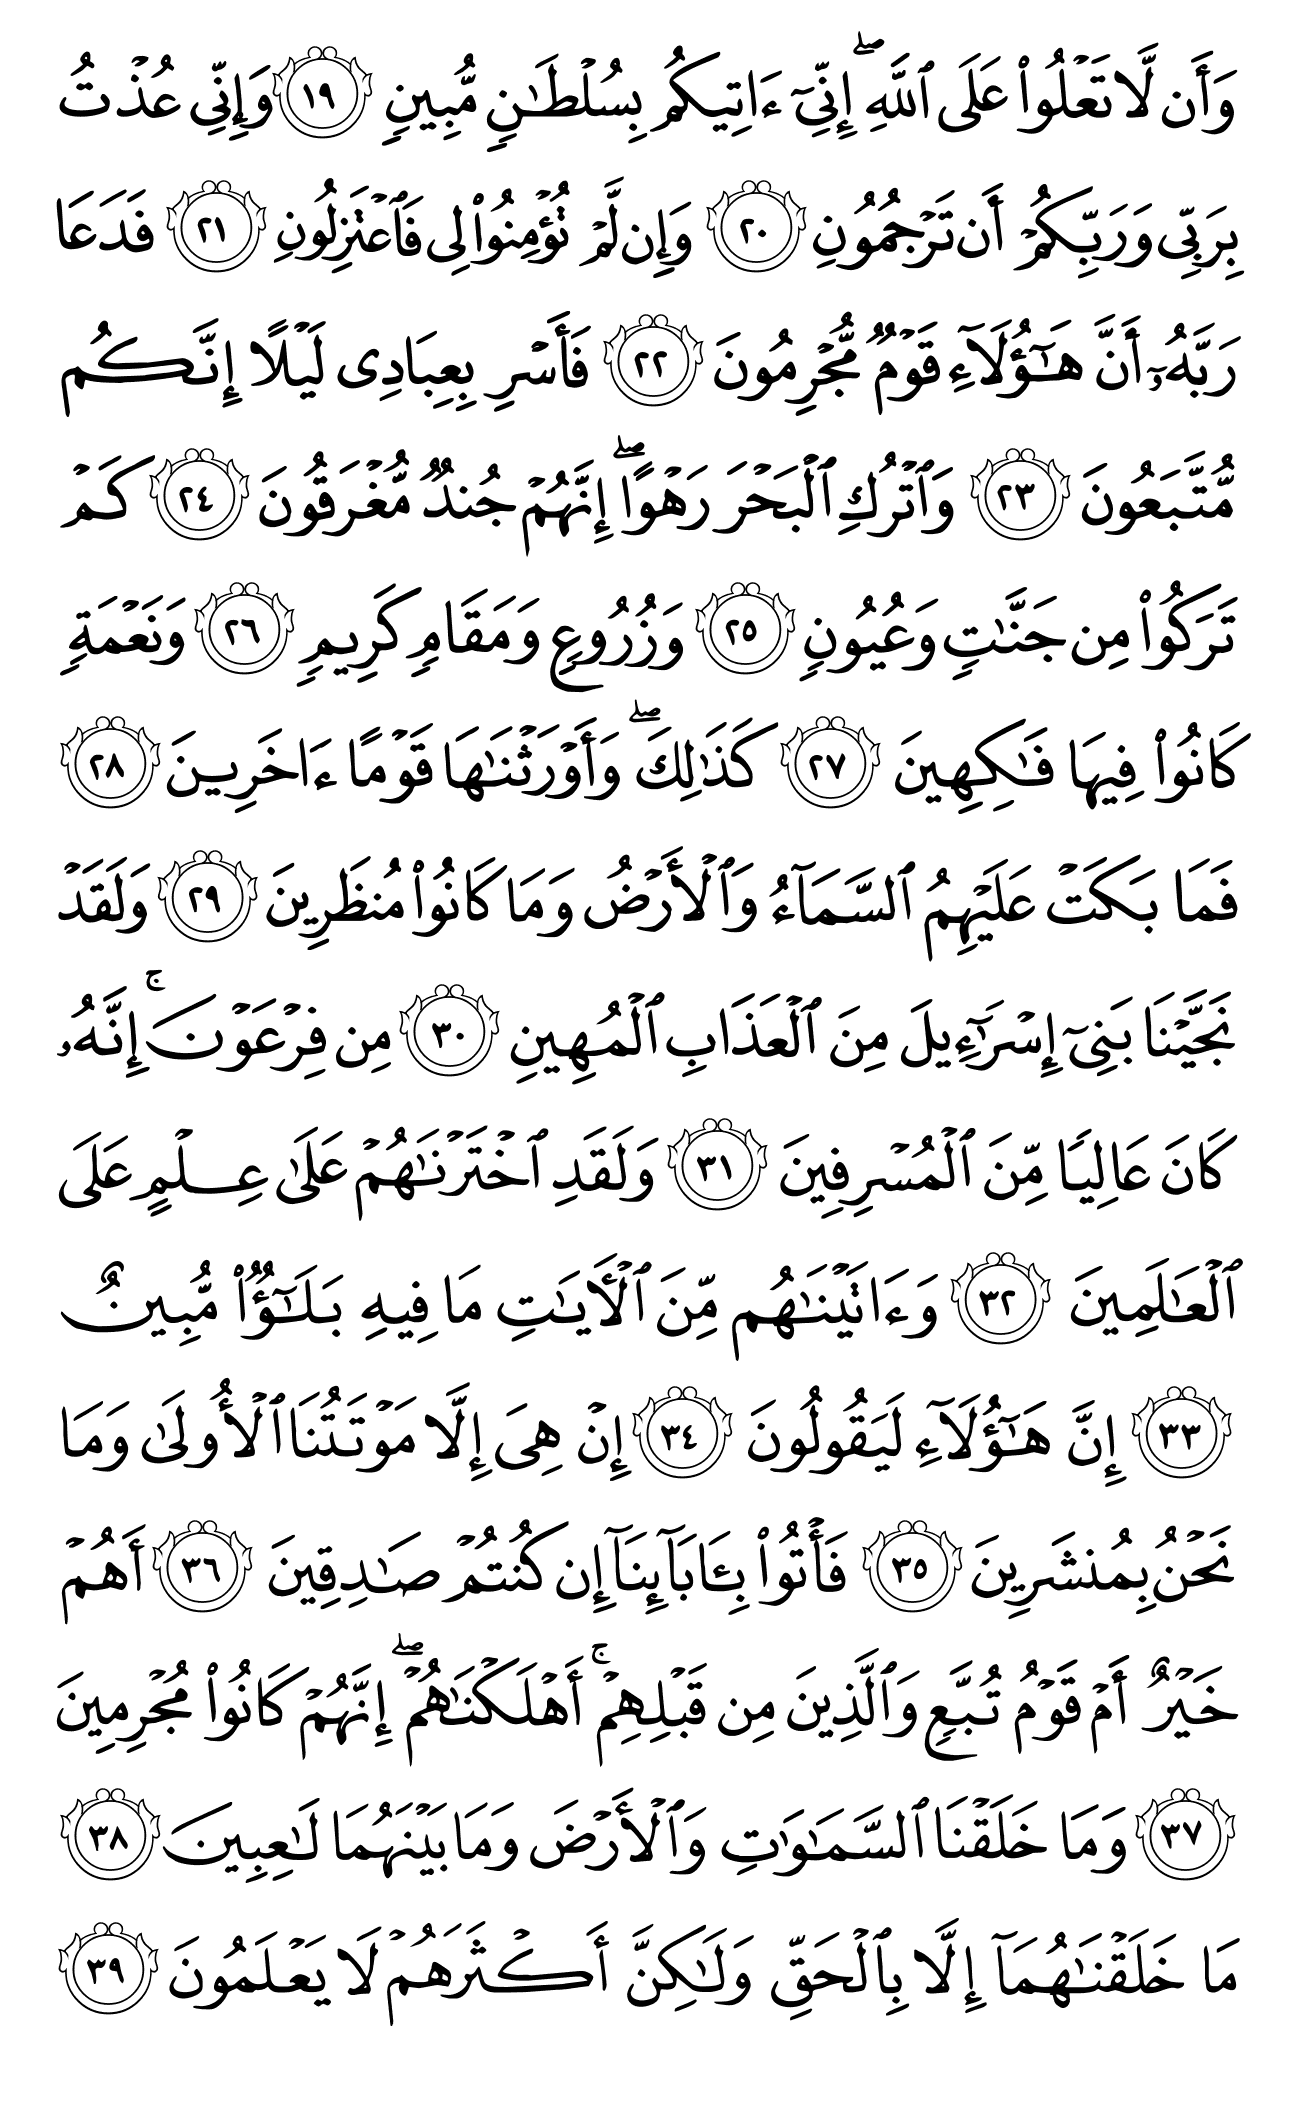 وَأَن لَّا تَعْلُوا۟ عَلَى ٱللَّهِ ۖ إِنِّىٓ ءَاتِيكُم بِسُلْطَـٰنٍ مُّبِينٍ ١٩ وَإِنِّى عُذْتُ
بِرَبِّى وَرَبِّكُمْ أَن تَرْجُمُونِ ٢٠ وَإِن لَّمْ تُؤْمِنُوا۟ لِى فَٱعْتَزِلُونِ ٢١ فَدَعَا
رَبَّهُۥٓ أَنَّ هَـٰٓؤُلَآءِ قَوْمٌ مُّجْرِمُونَ ٢٢ فَأَسْرِ بِعِبَادِى لَيْلًا إِنَّكُم
مُّتَّبَعُونَ ٢٣ وَٱتْرُكِ ٱلْبَحْرَ رَهْوًا ۖ إِنَّهُمْ جُندٌ مُّغْرَقُونَ ٢٤ كَمْ
تَرَكُوا۟ مِن جَنَّـٰتٍ وَعُيُونٍ ٢٥ وَزُرُوعٍ وَمَقَامٍ كَرِيمٍ ٢٦ وَنَعْمَةٍ
كَانُوا۟ فِيهَا فَـٰكِهِينَ ٢٧ كَذَٰلِكَ ۖ وَأَوْرَثْنَـٰهَا قَوْمًا ءَاخَرِينَ ٢٨
فَمَا بَكَتْ عَلَيْهِمُ ٱلسَّمَآءُ وَٱلْأَرْضُ وَمَا كَانُوا۟ مُنظَرِينَ ٢٩ وَلَقَدْ
نَجَّيْنَا بَنِىٓ إِسْرَٰٓءِيلَ مِنَ ٱلْعَذَابِ ٱلْمُهِينِ ٣٠ مِن فِرْعَوْنَ ۚ إِنَّهُۥ
كَانَ عَالِيًا مِّنَ ٱلْمُسْرِفِينَ ٣١ وَلَقَدِ ٱخْتَرْنَـٰهُمْ عَلَىٰ عِلْمٍ عَلَى
ٱلْعَـٰلَمِينَ ٣٢ وَءَاتَيْنَـٰهُم مِّنَ ٱلْـَٔايَـٰتِ مَا فِيهِ بَلَـٰٓؤٌا۟ مُّبِينٌ
٣٣ إِنَّ هَـٰٓؤُلَآءِ لَيَقُولُونَ ٣٤ إِنْ هِىَ إِلَّا مَوْتَتُنَا ٱلْأُولَىٰ وَمَا
نَحْنُ بِمُنشَرِينَ ٣٥ فَأْتُوا۟ بِـَٔابَآئِنَآ إِن كُنتُمْ صَـٰدِقِينَ ٣٦ أَهُمْ
خَيْرٌ أَمْ قَوْمُ تُبَّعٍ وَٱلَّذِينَ مِن قَبْلِهِمْ ۚ أَهْلَكْنَـٰهُمْ ۖ إِنَّهُمْ كَانُوا۟ مُجْرِمِينَ
٣٧ وَمَا خَلَقْنَا ٱلسَّمَـٰوَٰتِ وَٱلْأَرْضَ وَمَا بَيْنَهُمَا لَـٰعِبِينَ ٣٨
مَا خَلَقْنَـٰهُمَآ إِلَّا بِٱلْحَقِّ وَلَـٰكِنَّ أَكْثَرَهُمْ لَا يَعْلَمُونَ ٣٩